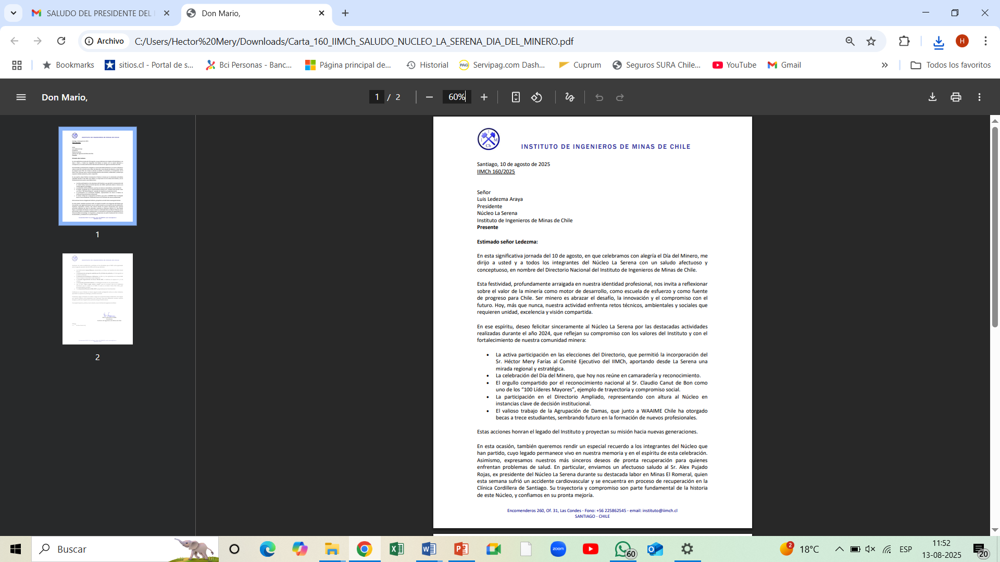 SALUDO DEL PRESIDENTE DEL
Don Mario,
Archivo
C:/Users/Hector%20Mery/Downloads/Carta_160_IIMCh_SALUDO_NUCLEO_LA_SERENA_DIA_DEL_MINERO.pdf
H
Bookmarks
sitios.cl - Portal de s...
Bci Personas - Banc...
Página principal de...
Historial
PAG
Servipag.com Dash...
Cuprum
Seguros SURA Chile...
YouTube
Gmail
»
Todos los favoritos
Don Mario,
1 / 2
60%
1
2
I M
Ch
INSTITUTO DE INGENIEROS DE MINAS DE CHILE
Santiago, 10 de agosto de 2025
IIMCh 160/2025
Señor
Luis Ledezma Araya
Presidente
Núcleo La Serena
Instituto de Ingenieros de Minas de Chile
Presente
Estimado señor Ledezma:
En esta significativa jornada del 10 de agosto, en que celebramos con alegría el Día del Minero, me
dirijo a usted y a todos los integrantes del Núcleo La Serena con un saludo afectuoso y
conceptuoso, en nombre del Directorio Nacional del Instituto de Ingenieros de Minas de Chile.
Esta festividad, profundamente arraigada en nuestra identidad profesional, nos invita a reflexionar
sobre el valor de la minería como motor de desarrollo, como escuela de esfuerzo y como fuente
de progreso para Chile. Ser minero es abrazar el desafío, la innovación y el compromiso con el
futuro. Hoy, más que nunca, nuestra actividad enfrenta retos técnicos, ambientales y sociales que
requieren unidad, excelencia y visión compartida.
En ese espíritu, deseo felicitar sinceramente al Núcleo La Serena por las destacadas actividades
realizadas durante el año 2024, que reflejan su compromiso con los valores del Instituto y con el
fortalecimiento de nuestra comunidad minera:
• La activa participación en las elecciones del Directorio, que permitió la incorporación del
Sr. Héctor Mery Farías al Comité Ejecutivo del IIMCh, aportando desde La Serena una
mirada regional y estratégica.
• La celebración del Día del Minero, que hoy nos reúne en camaradería y reconocimiento.
• El orgullo compartido por el reconocimiento nacional al Sr. Claudio Canut de Bon como
uno de los “100 Líderes Mayores”, ejemplo de trayectoria y compromiso social.
• La participación en el Directorio Ampliado, representando con altura al Núcleo en
instancias clave de decisión institucional.
• El valioso trabajo de la Agrupación de Damas, que junto a WAAIME Chile ha otorgado
becas a trece estudiantes, sembrando futuro en la formación de nuevos profesionales.
Estas acciones honran el legado del Instituto y proyectan su misión hacia nuevas generaciones.
En esta ocasión, también queremos rendir un especial recuerdo a los integrantes del Núcleo que
han partido, cuyo legado permanece vivo en nuestra memoria y en el espíritu de esta celebración.
Asimismo, expresamos nuestros más sinceros deseos de pronta recuperación para quienes
enfrentan problemas de salud. En particular, enviamos un afectuoso saludo al Sr. Alex Pujado
Rojas, ex presidente del Núcleo La Serena durante su destacada labor en Minas El Romeral, quien
esta semana sufrió un accidente cardiovascular y se encuentra en proceso de recuperación en la
Clínica Cordillera de Santiago. Su trayectoria y compromiso son parte fundamental de la historia
de este Núcleo, y confiamos en su pronta mejoría.
Encomenderos 260, Of. 31, Las Condes - Fono: +56 225862545 - email: instituto@iimch.cl
SANTIAGO - CHILE
Buscar
zoom
60
2
18°C
ESP
11:52
13-08-2025
20